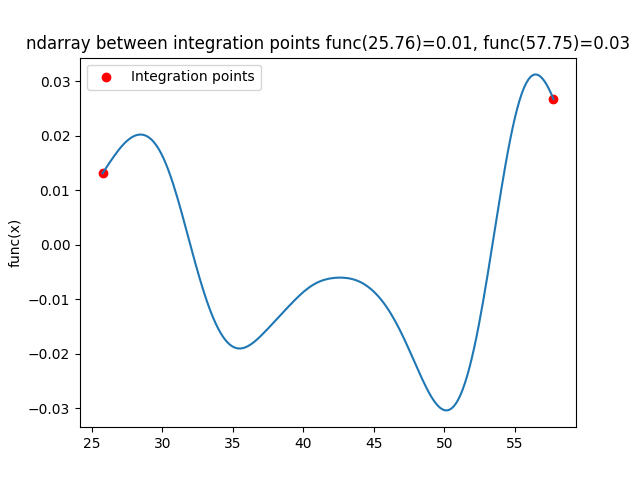 ndarray between integration points func(25.76)=0.01, func(57.75)=0.03
Integration points
func(x)
0.03
0.02
0.01
0.00
−0.01
−0.02
−0.03
25 30 35 40 45 50 55